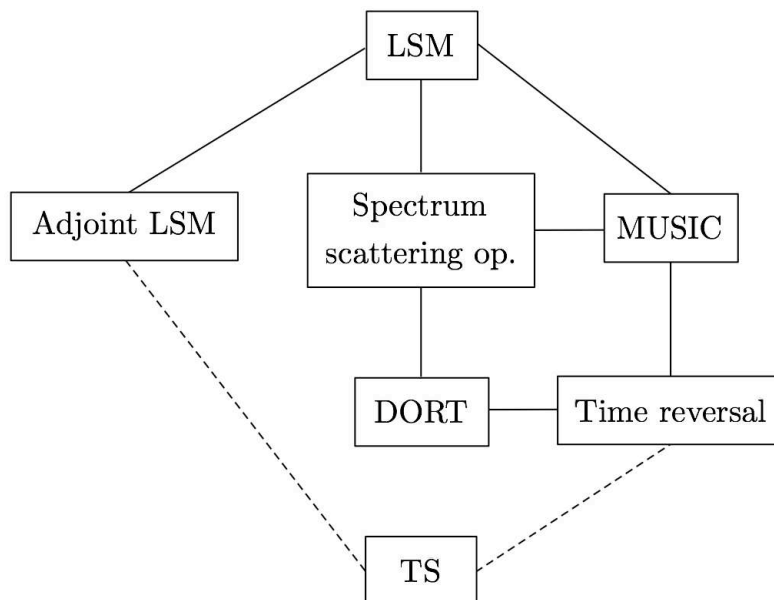 LSM
Adjoint LSM
Spectrum
scattering op.
MUSIC
DORT
Time reversal
TS